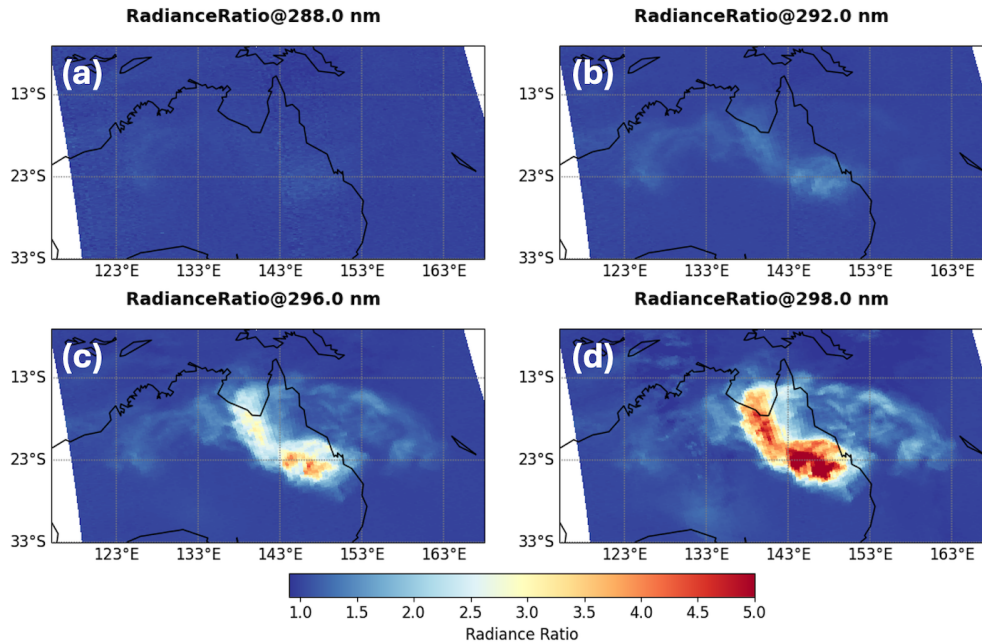 RadianceRatio@288.0 nm
RadianceRatio@292.0 nm
(a)
(b)
13°S
13°S
23°S
23°S
33°S
33°S
123°E 133°E 143°E 153°E 163°E
123°E 133°E 143°E 153°E 163°E
RadianceRatio@296.0 nm
RadianceRatio@298.0 nm
(c)
(d)
13°S
13°S
23°S
23°S
33°S
33°S
123°E 133°E 143°E 153°E 163°E
123°E 133°E 143°E 153°E 163°E
1.0 1.5 2.0 2.5 3.0 3.5 4.0 4.5 5.0
Radiance Ratio